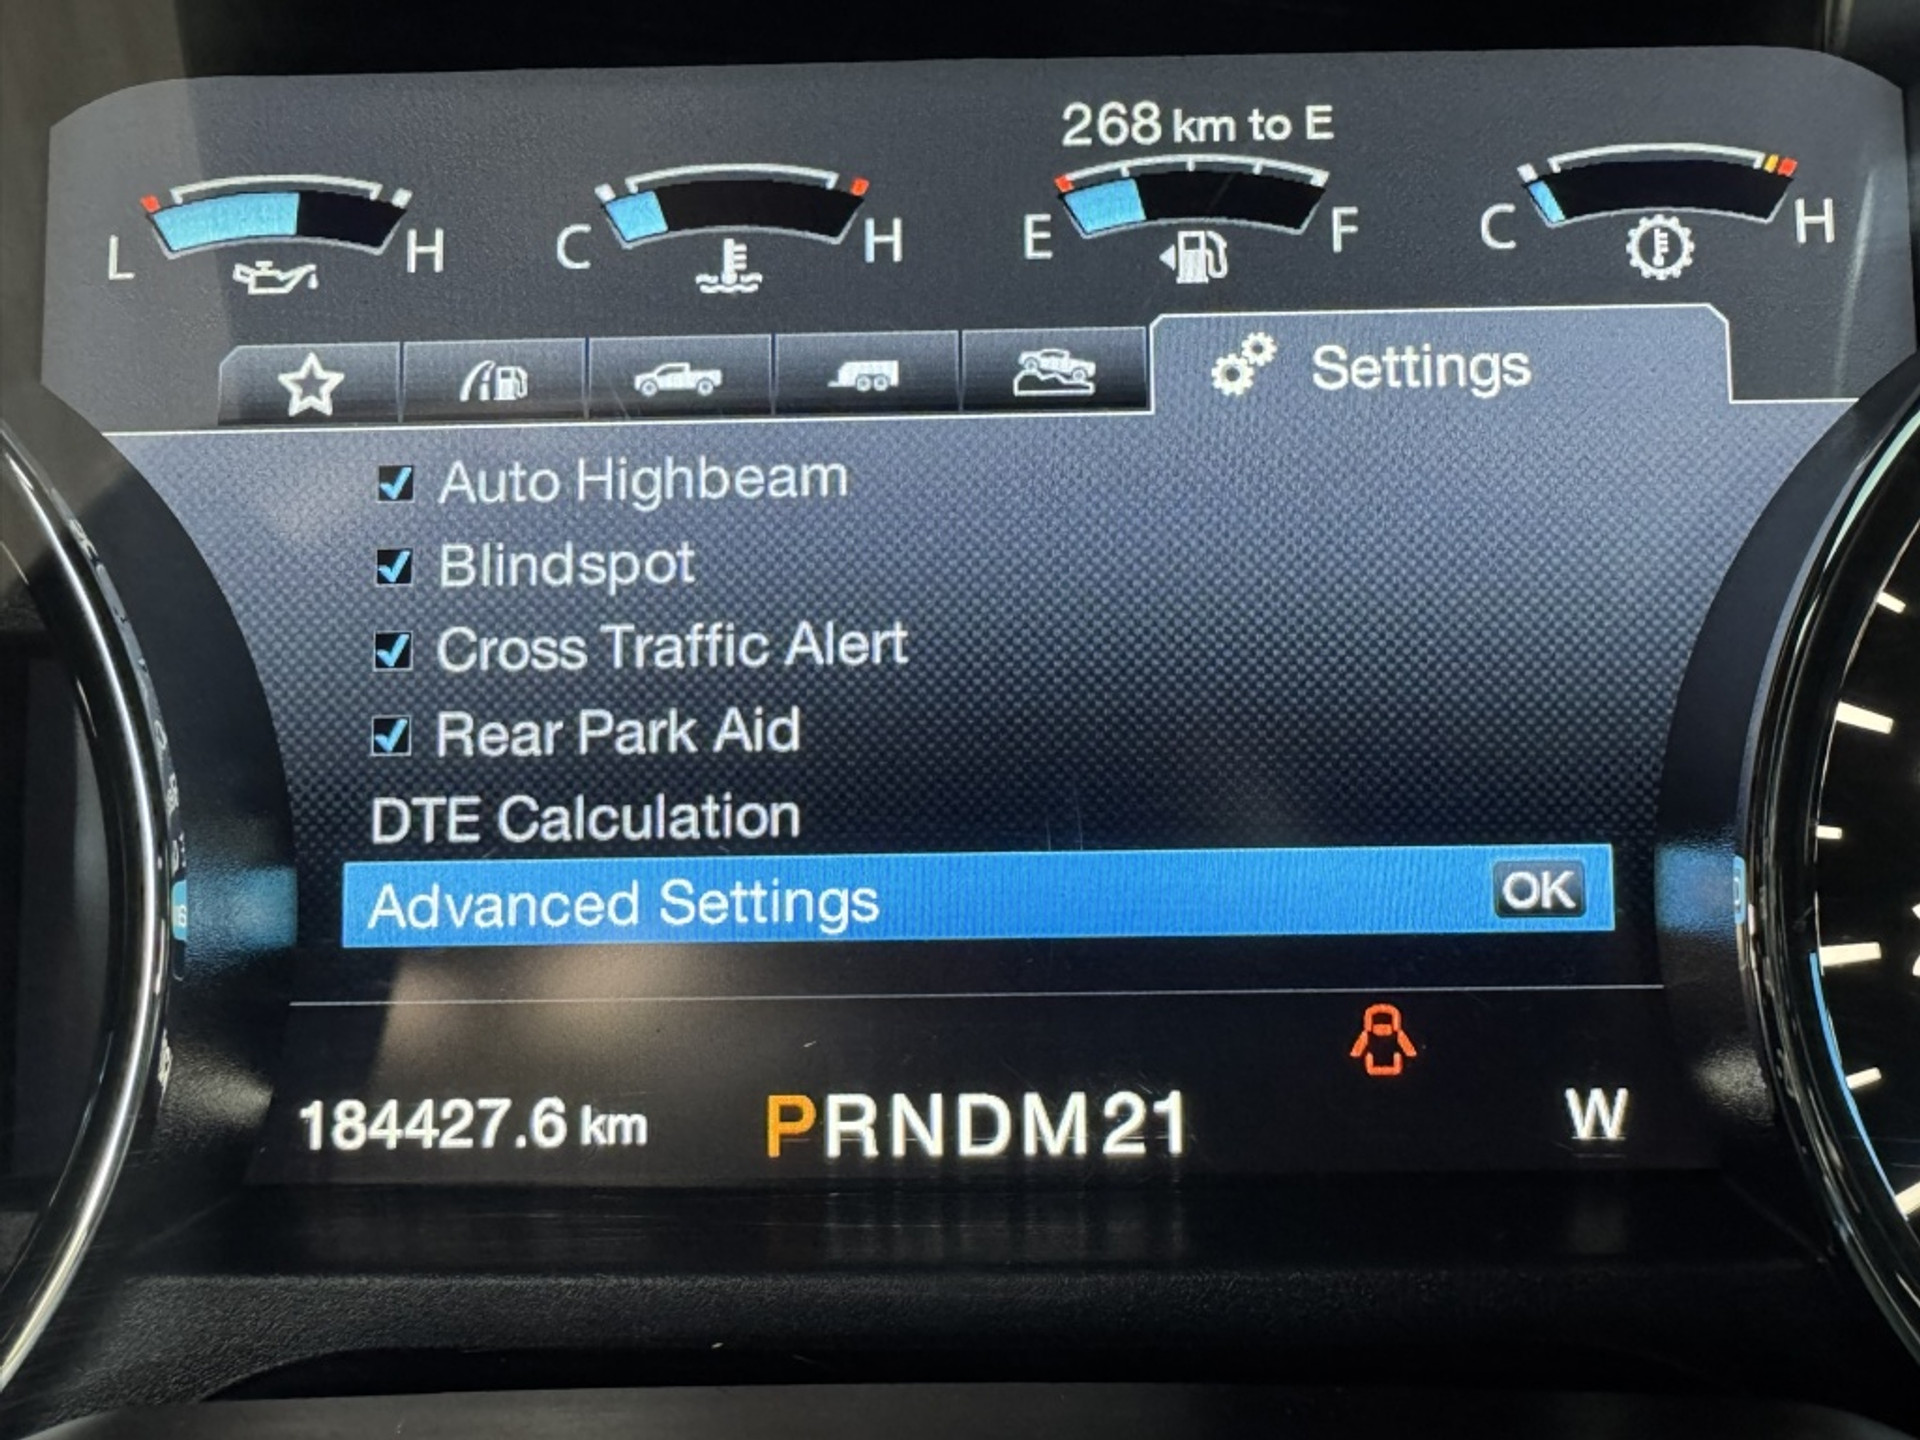 268 km to E
L H C H E F C H
Settings
Auto Highbeam
Blindspot
Cross Traffic Alert
Rear Park Aid
DTE Calculation
Advanced Settings OK
184427.6 km PRNDM21 W